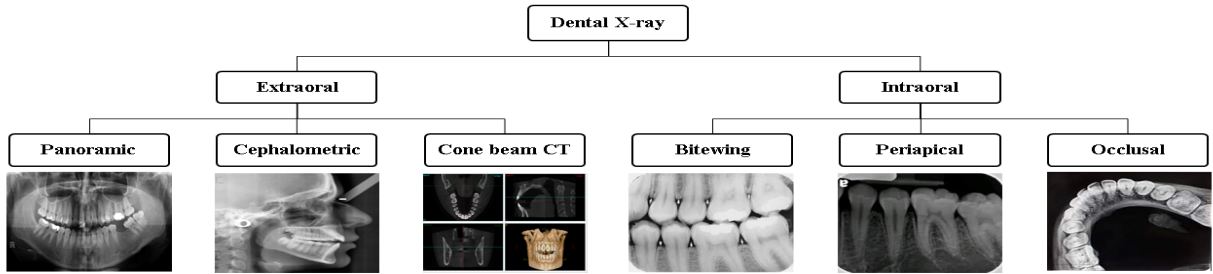 Dental X-ray
Extraoral
Intraoral
Panoramic
Cephalometric
Cone beam CT
Bitewing
Periapical
Occlusal
a